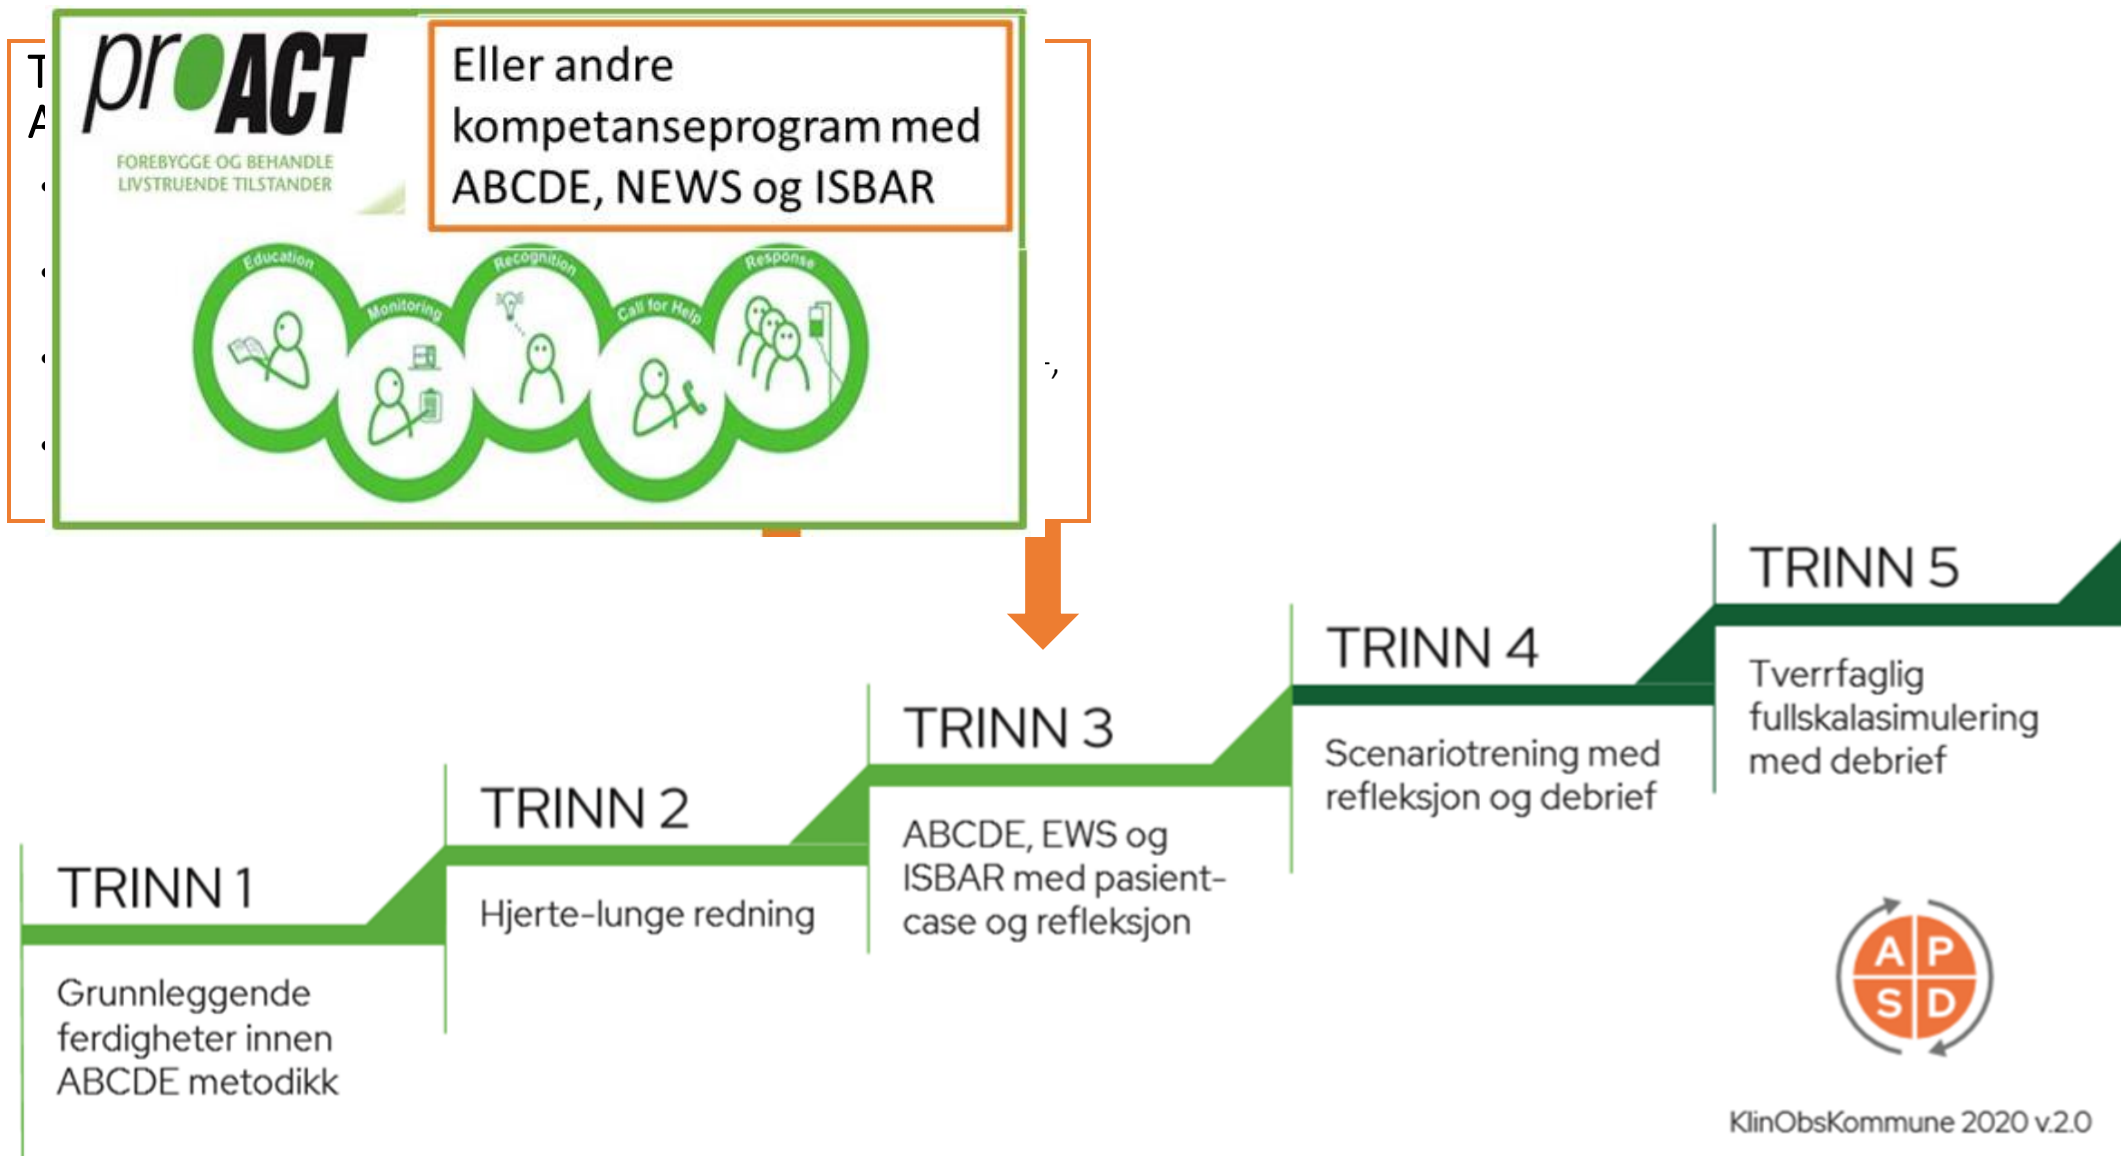 proACT
FOREBYGGE OG BEHANDLE
LIVSTRUENDE TILSTANDER
Eller andre
kompetanseprogram med
ABCDE, NEWS og ISBAR
Education
Monitoring
Recognition
Call for Help
Response
TRINN 1
Grunnleggende
ferdigheter innen
ABCDE metodikk
TRINN 2
Hjerte-lunge redning
TRINN 3
ABCDE, EWS og
ISBAR med pasient-
case og refleksjon
TRINN 4
Scenariotrening med
refleksjon og debrief
TRINN 5
Tverrfaglig
fullskalasimulering
med debrief
A P
S D
KlinObsKommune 2020 v.2.0